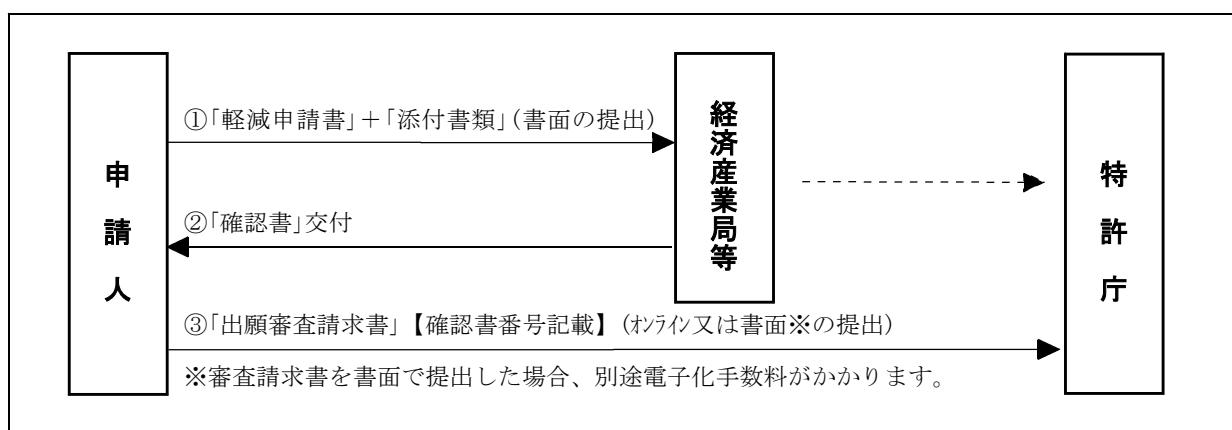 申請人
①「軽減申請書」＋「添付書類」（書面の提出）
②「確認書」交付
経済産業局等
特許庁
③「出願審査請求書」【確認書番号記載】（ｵﾝﾗｲﾝ又は書面※の提出）
※審査請求書を書面で提出した場合、別途電子化手数料がかかります。